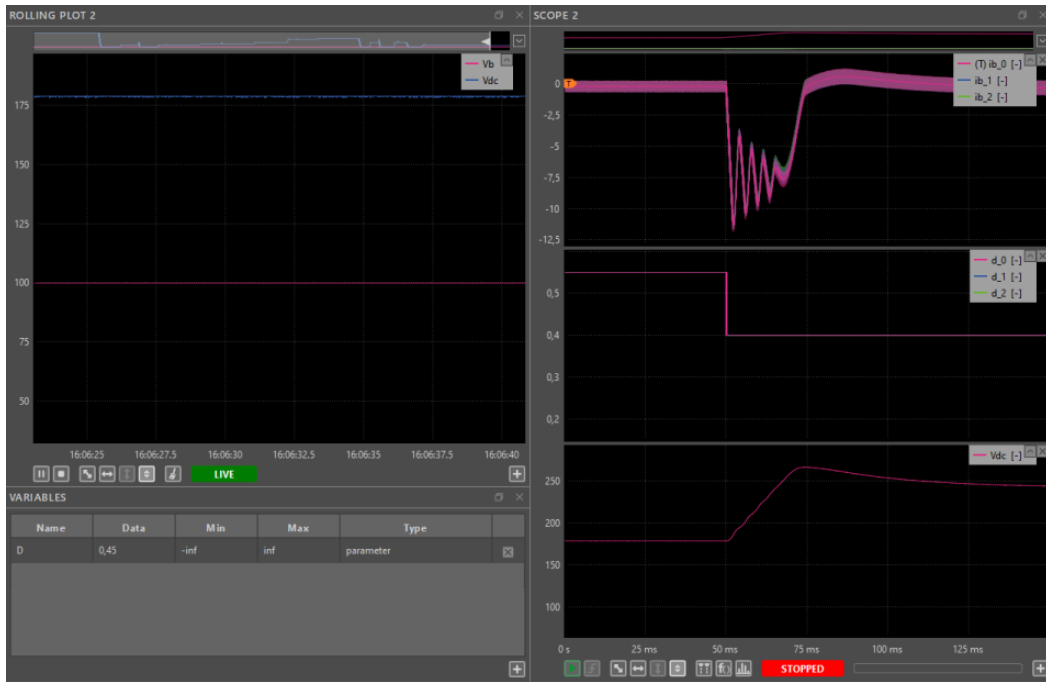 ROLLING PLOT 2
Vb
Vdc
175
150
125
100
75
50
16:06:25 16:06:27.5 16:06:30 16:06:32.5 16:06:35 16:06:37.5 16:06:40
LIVE
VARIABLES
Name Data Min Max Type
D 0,45 -inf inf parameter
SCOPE 2
(T) ib_0 [-]
ib_1 [-]
ib_2 [-]
T
0
-2,5
-5
-7,5
-10
-12,5
d_0 [-]
d_1 [-]
d_2 [-]
0,5
0,4
0,3
0,2
Vdc [-]
250
200
150
100
0 s 25 ms 50 ms 75 ms 100 ms 125 ms
f()
STOPPED